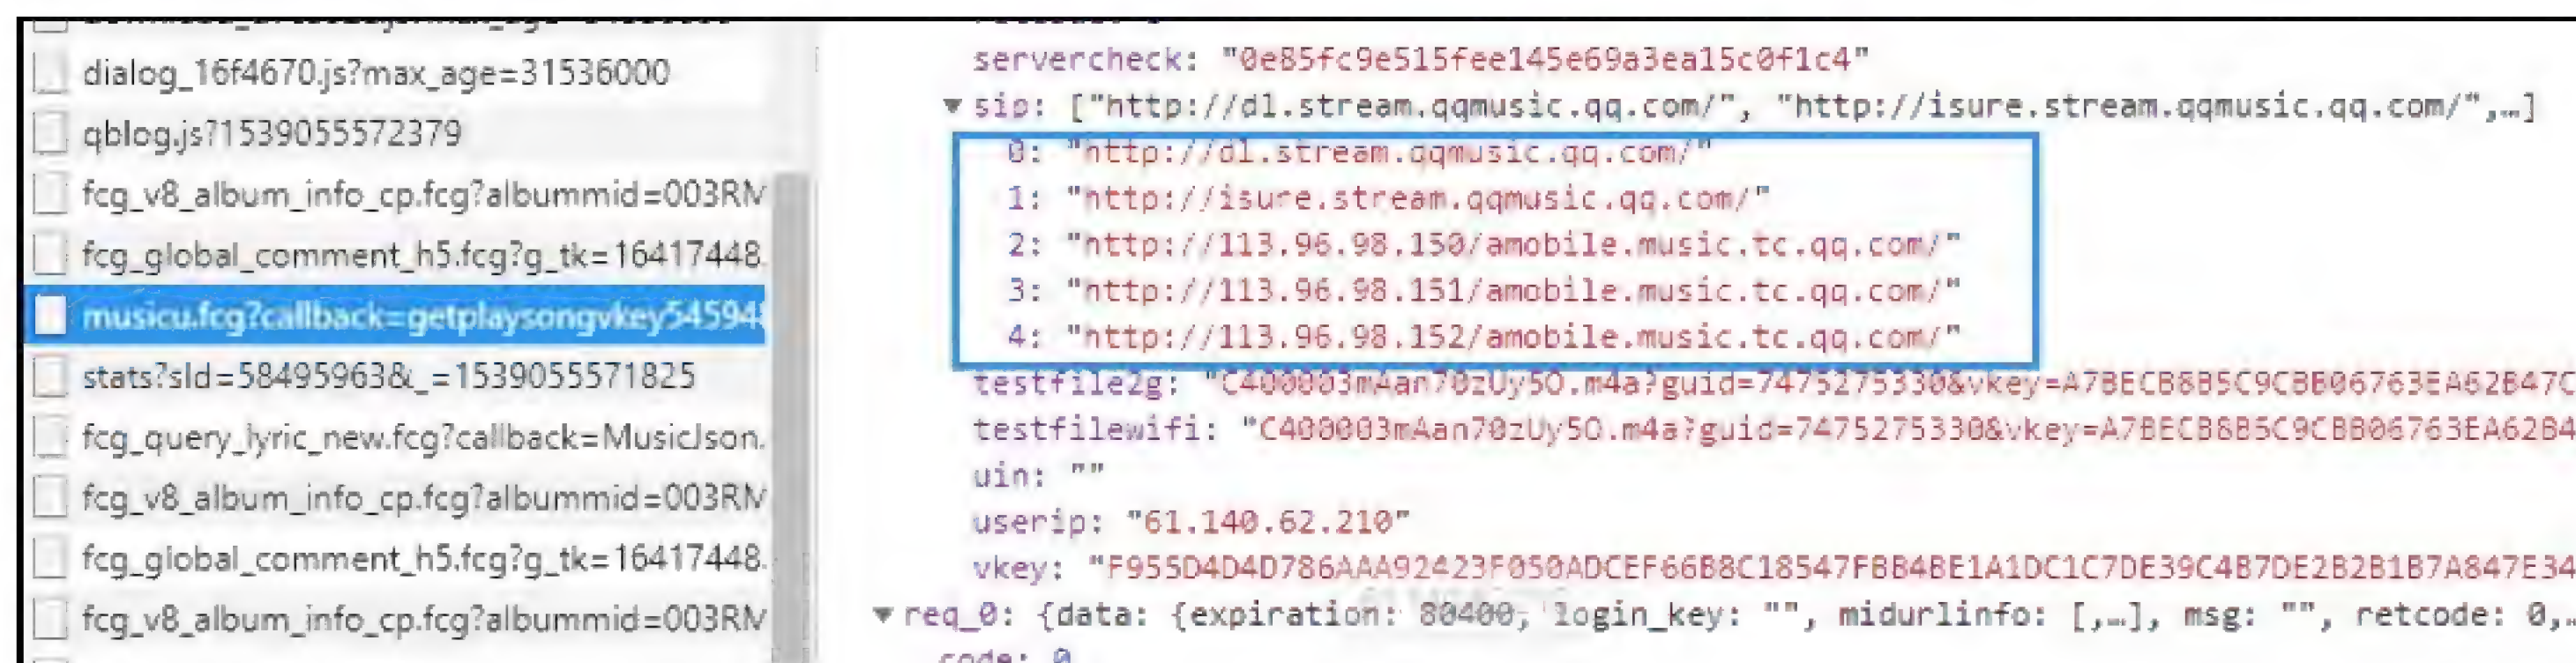 dialog_16f4670.js?max_age=31536000
qblog.js?1539055572379
fcg_v8_album_info_cp.fcg?albummid=003RM
fcg_global_comment_h5.fcg?g_tk=16417448.
musicu.fcg?callback=getplaysongvkey54594
stats?sId=58495963&_=1539055571825
fcg_query_lyric_new.fcg?callback=MusicJson.
fcg_v8_album_info_cp.fcg?albummid=003RM
fcg_global_comment_h5.fcg?g_tk=16417448.
fcg_v8_album_info_cp.fcg?albummid=003RM
servercheck: "0e85fc9e515fee145e69a3ea15c0f1c4"
▼ sip: ["http://dl.stream.qqmusic.qq.com/", "http://isure.stream.qqmusic.qq.com/",…]
0: "http://dl.stream.qqmusic.qq.com/"
1: "http://isure.stream.qqmusic.qq.com/"
2: "http://113.96.98.150/amobile.music.tc.qq.com/"
3: "http://113.96.98.151/amobile.music.tc.qq.com/"
4: "http://113.96.98.152/amobile.music.tc.qq.com/"
testfile2g: "C400003mAan70zUy5O.m4a?guid=7475275330&vkey=A7BECB8B5C9CBB06763EA62B47C
testfilewifi: "C400003mAan70zUy5O.m4a?guid=7475275330&vkey=A7BECB8B5C9CBB06763EA62B4
uin: ""
userip: "61.140.62.210"
vkey: "F955D4D4D786AAA92423F050ADCEF66B8C18547FBB4BE1A1DC1C7DE39C4B7DE2B2B1B7A847E34
▼ req_0: {data: {expiration: 80400, login_key: "", midurlinfo: [,…], msg: "", retcode: 0,…
code: 0